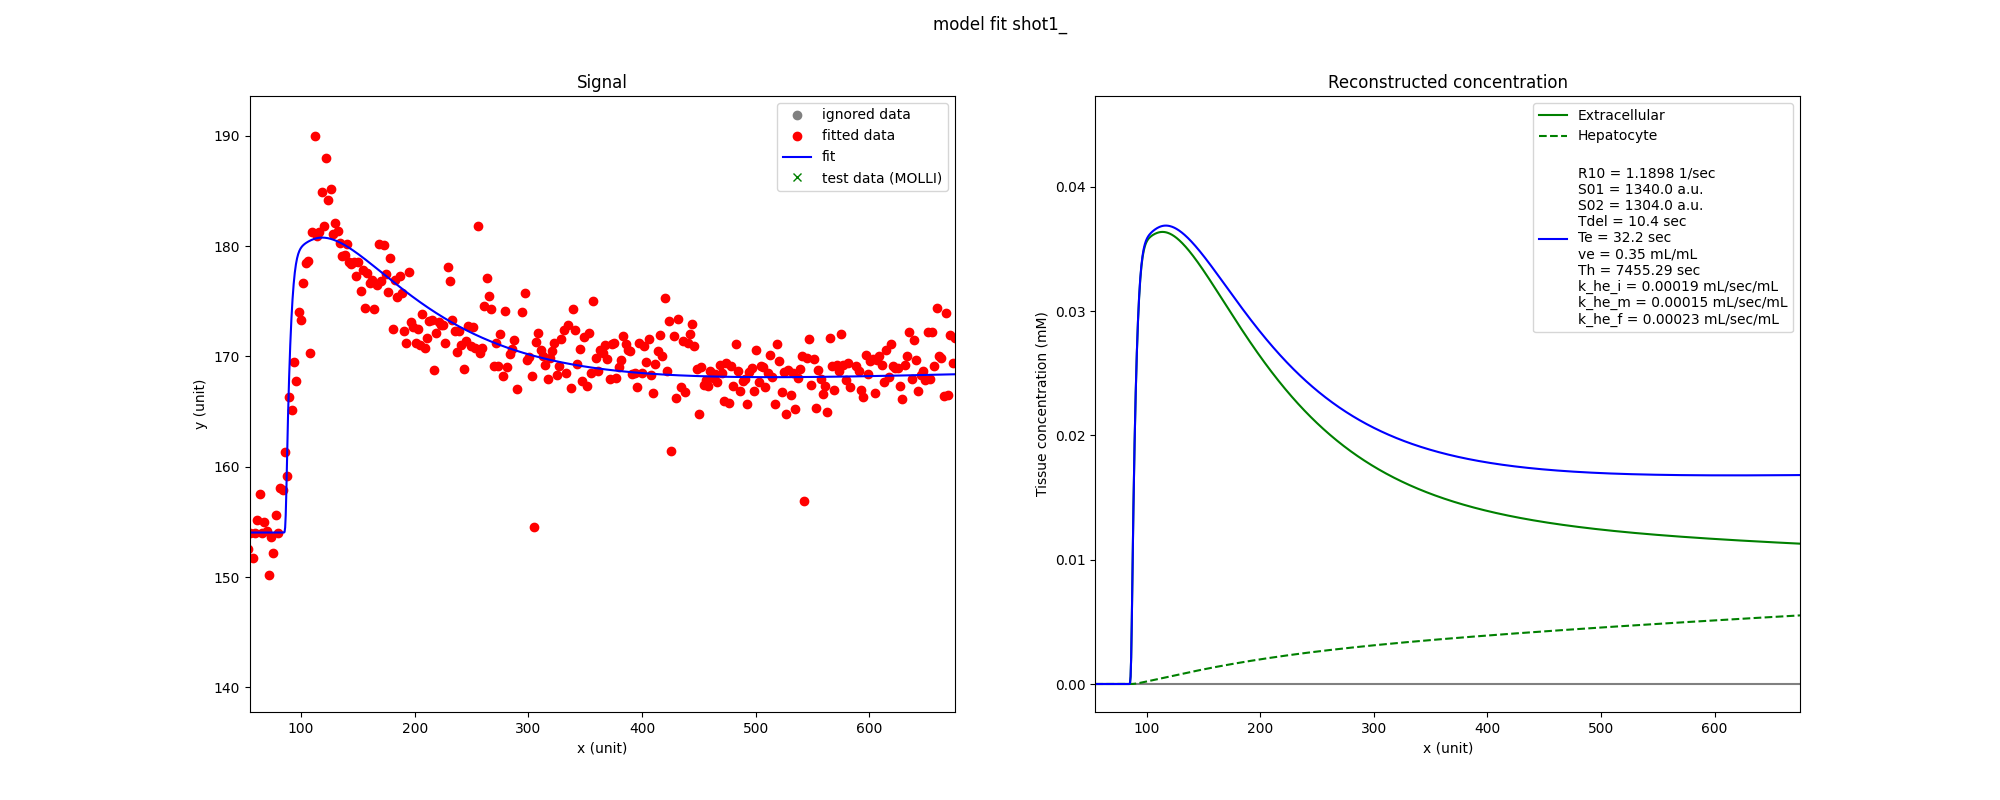 model fit shot1_
Signal
ignored data
fitted data
fit
test data (MOLLI)
190
180
170
160
150
140
y (unit)
100 200 300 400 500 600
x (unit)
Reconstructed concentration
Extracellular
Hepatocyte
R10 = 1.1898 1/sec
S01 = 1340.0 a.u.
S02 = 1304.0 a.u.
Tdel = 10.4 sec
Te = 32.2 sec
ve = 0.35 mL/mL
Th = 7455.29 sec
k_he_i = 0.00019 mL/sec/mL
k_he_m = 0.00015 mL/sec/mL
k_he_f = 0.00023 mL/sec/mL
0.04
0.03
0.02
0.01
0.00
Tissue concentration (mM)
100 200 300 400 500 600
x (unit)